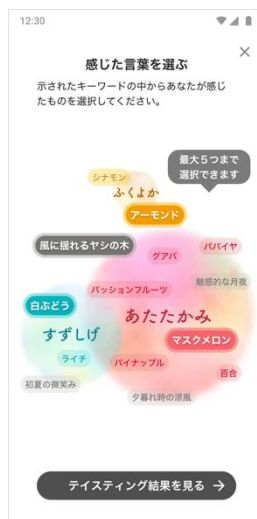 12:30
感じた言葉を選ぶ
示されたキーワードの中からあなたが感じ
たものを選択してください。
最大5つまで
選択できます
シナモン
ふくよか
アーモンド
風に揺れるヤシの木
グアバ
パパイヤ
魅惑的な月夜
パッションフルーツ
白ぶどう
あたたかみ
すずしげ
マスクメロン
ライチ
パイナップル
百合
初夏の微笑み
夕暮れ時の涼風
テイスティング結果を見る →